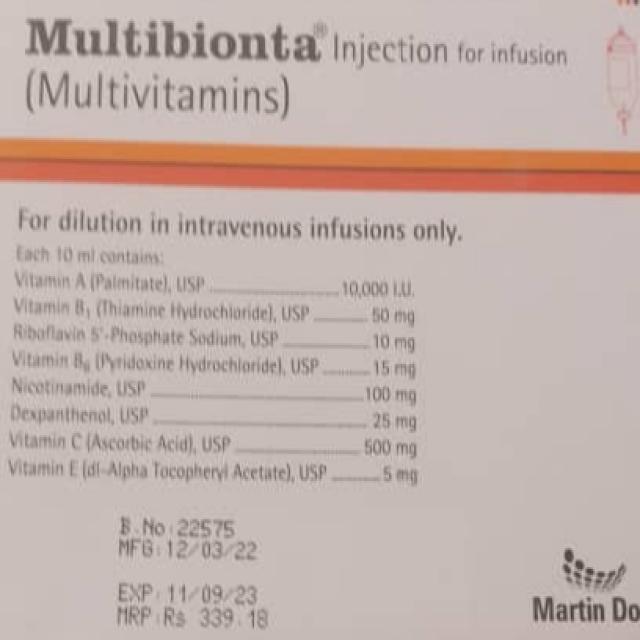 Multibionta® Injection for infusion
(Multivitamins)
For dilution in intravenous infusions only.
Each 10 ml contains:
Vitamin A (Palmitate), USP 10,000 I.U.
Vitamin B₁ (Thiamine Hydrochloride), USP 50 mg
Riboflavin 5'-Phosphate Sodium, USP 10 mg
Vitamin B₆ (Pyridoxine Hydrochloride), USP 15 mg
Nicotinamide, USP 100 mg
Dexpanthenol, USP 25 mg
Vitamin C (Ascorbic Acid), USP 500 mg
Vitamin E (dl-Alpha Tocopheryl Acetate), USP 5 mg
B.No:22575
MFG:12/03/22
EXP:11/09/23
MRP:Rs 339.18
Martin Do